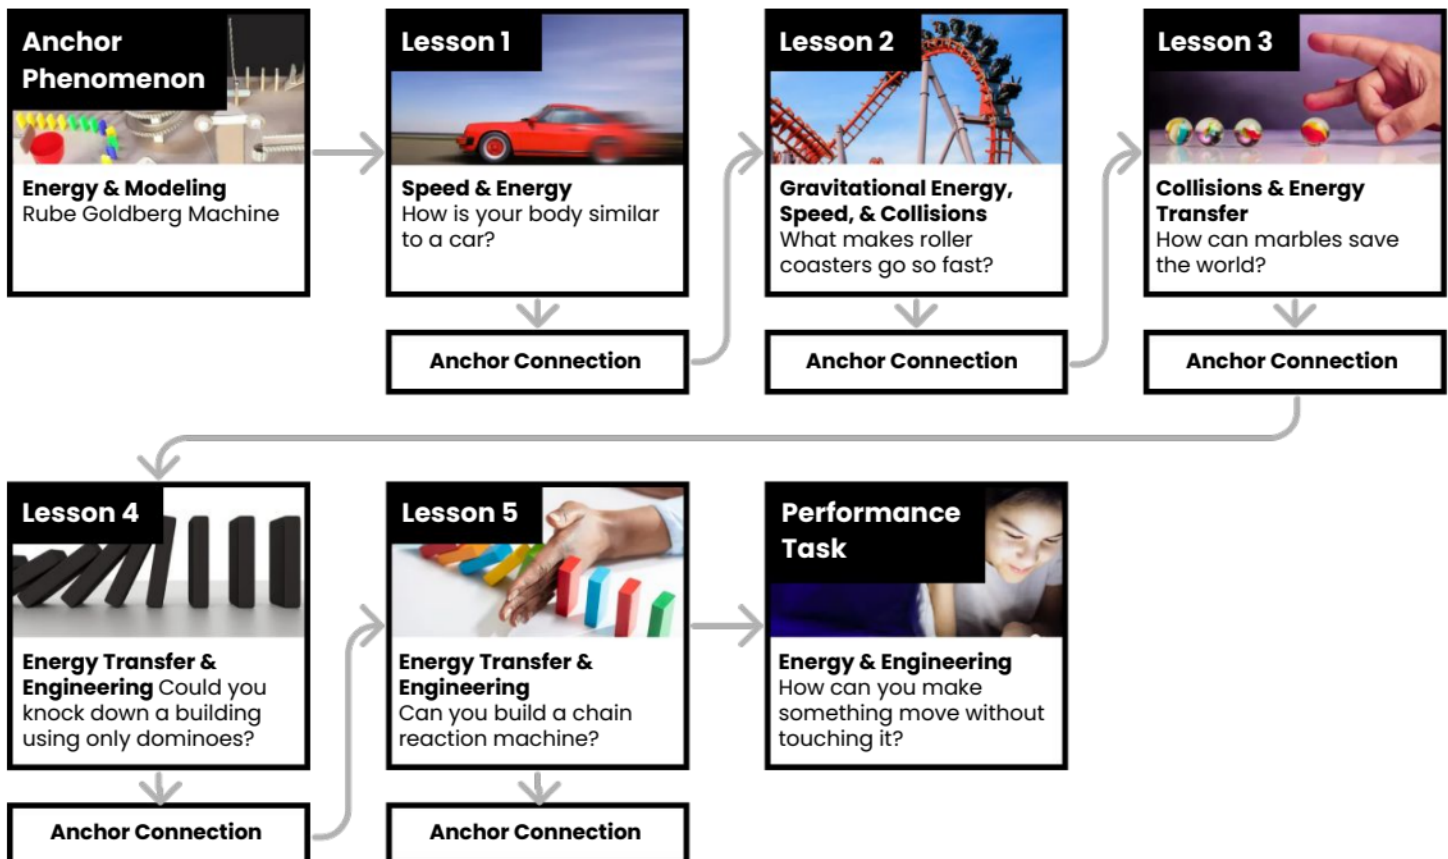 Anchor
Phenomenon
Energy & Modeling
Rube Goldberg Machine
Lesson 1
Speed & Energy
How is your body similar
to a car?
Anchor Connection
Lesson 2
Gravitational Energy,
Speed, & Collisions
What makes roller
coasters go so fast?
Anchor Connection
Lesson 3
Collisions & Energy
Transfer
How can marbles save
the world?
Anchor Connection
Lesson 4
Energy Transfer &
Engineering Could you
knock down a building
using only dominoes?
Anchor Connection
Lesson 5
Energy Transfer &
Engineering
Can you build a chain
reaction machine?
Anchor Connection
Performance
Task
Energy & Engineering
How can you make
something move without
touching it?